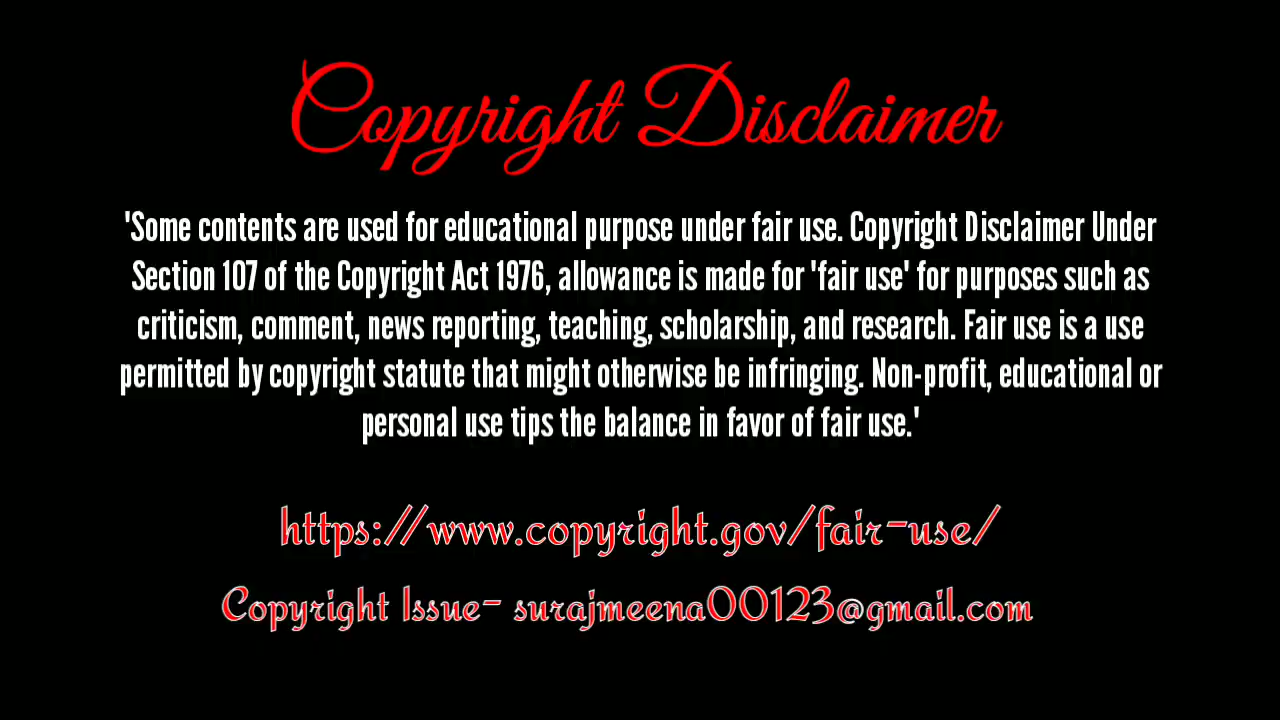 Copyright Disclaimer
'Some contents are used for educational purpose under fair use. Copyright Disclaimer Under
Section 107 of the Copyright Act 1976, allowance is made for 'fair use' for purposes such as
criticism, comment, news reporting, teaching, scholarship, and research. Fair use is a use
permitted by copyright statute that might otherwise be infringing. Non-profit, educational or
personal use tips the balance in favor of fair use.'
https://www.copyright.gov/fair-use/
Copyright Issue- surajmeena00123@gmail.com